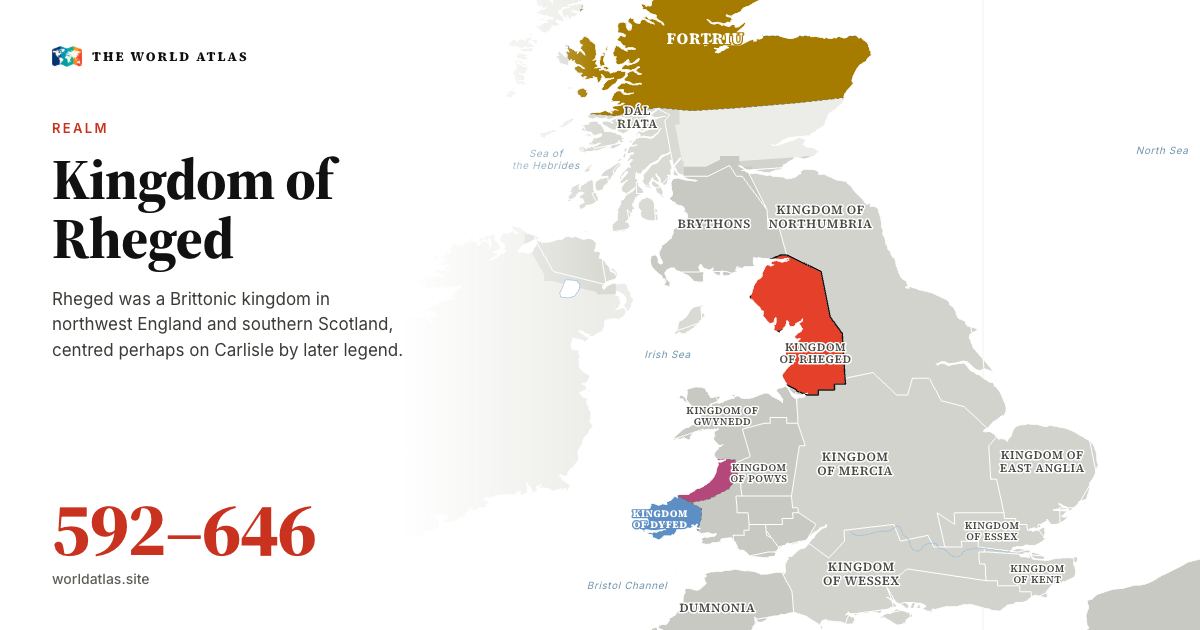 THE WORLD ATLAS
REALM
Kingdom of
Rheged
Rheged was a Brittonic kingdom in
northwest England and southern Scotland,
centred perhaps on Carlisle by later legend.
592–646
worldatlas.site
FORTRIU
DÁL
RIATA
Sea of
the Hebrides
North Sea
BRYTHONS
KINGDOM OF
NORTHUMBRIA
Irish Sea
KINGDOM
OF RHEGED
KINGDOM OF
GWYNEDD
KINGDOM
OF POWYS
KINGDOM
OF MERCIA
KINGDOM OF
EAST ANGLIA
KINGDOM
OF DYFED
KINGDOM
OF ESSEX
KINGDOM
OF KENT
KINGDOM
OF WESSEX
Bristol Channel
DUMNONIA